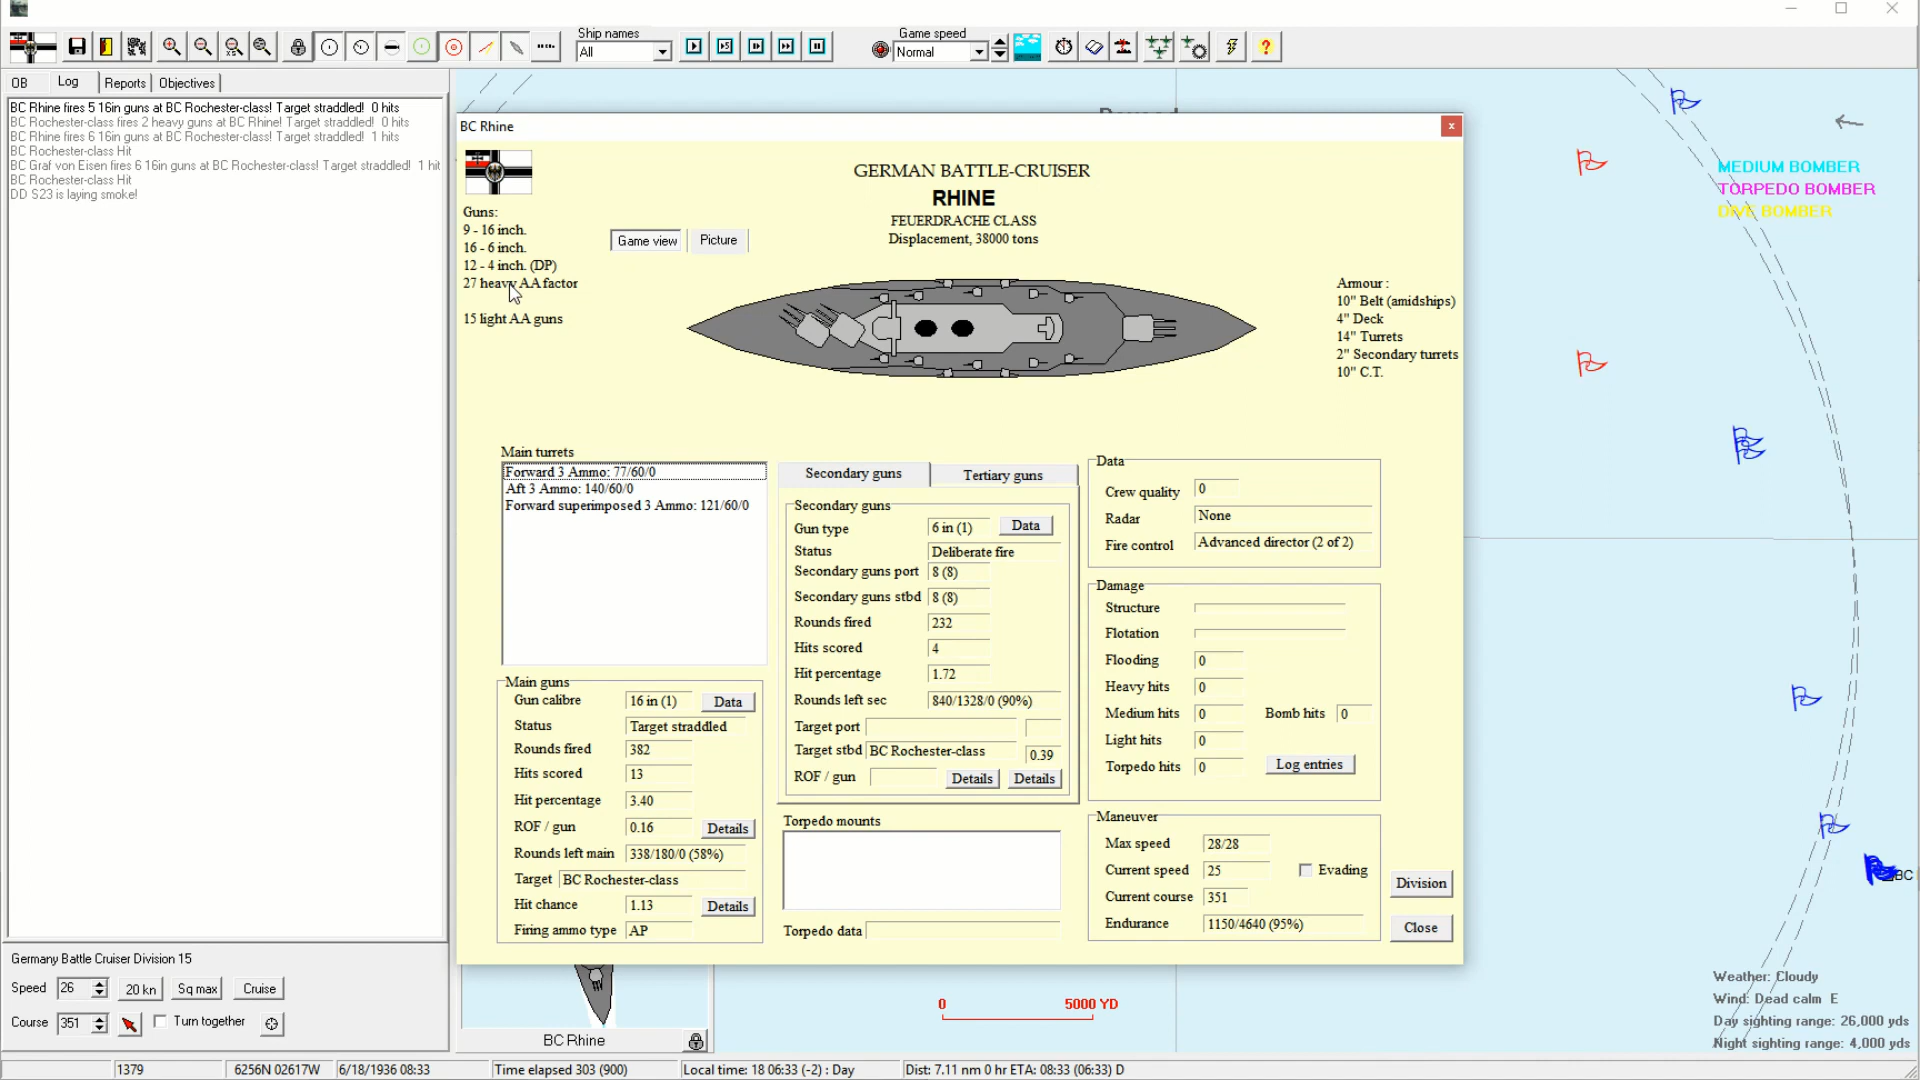 Ship names
All
Game speed
Normal
OB
Log
Reports
Objectives
BC Rhine fires 5 16in guns at BC Rochester-class! Target straddled!  0 hits
BC Rochester-class fires 2 heavy guns at BC Rhine! Target straddled!  0 hits
BC Rhine fires 6 16in guns at BC Rochester-class! Target straddled!  1 hits
BC Rochester-class Hit
BC Graf von Eisen fires 6 16in guns at BC Rochester-class! Target straddled!  1 hit
BC Rochester-class Hit
DD S23 is laying smoke!
BC Rhine
GERMAN BATTLE-CRUISER
RHINE
FEUERDRACHE CLASS
Displacement, 38000 tons
Guns:
9 - 16 inch.
16 - 6 inch.
12 - 4 inch. (DP)
27 heavy AA factor
15 light AA guns
Game view
Picture
Armour :
10" Belt (amidships)
4" Deck
14" Turrets
2" Secondary turrets
10" C.T.
Main turrets
Forward 3 Ammo: 77/60/0
Aft 3 Ammo: 140/60/0
Forward superimposed 3 Ammo: 121/60/0
Main guns
Gun calibre 16 in (1) Data
Status Target straddled
Rounds fired 382
Hits scored 13
Hit percentage 3.40
ROF / gun 0.16 Details
Rounds left main 338/180/0 (58%)
Target BC Rochester-class
Hit chance 1.13 Details
Firing ammo type AP
Secondary guns
Tertiary guns
Secondary guns
Gun type 6 in (1) Data
Status Deliberate fire
Secondary guns port 8 (8)
Secondary guns stbd 8 (8)
Rounds fired 232
Hits scored 4
Hit percentage 1.72
Rounds left sec 840/1328/0 (90%)
Target port
Target stbd BC Rochester-class 0.39
ROF / gun Details Details
Torpedo mounts
Torpedo data
Data
Crew quality 0
Radar None
Fire control Advanced director (2 of 2)
Damage
Structure
Flotation
Flooding 0
Heavy hits 0
Medium hits 0 Bomb hits 0
Light hits 0
Torpedo hits 0 Log entries
Maneuver
Max speed 28/28
Current speed 25 Evading
Current course 351
Endurance 1150/4640 (95%)
Division
Close
MEDIUM BOMBER
TORPEDO BOMBER
DIVE BOMBER
BC
Germany Battle Cruiser Division 15
Speed 26 20 kn Sq max Cruise
Course 351 Turn together
BC Rhine
0 5000 YD
Weather: Cloudy
Wind: Dead calm  E
Day sighting range: 26,000 yds
Night sighting range: 4,000 yds
1379
6256N 02617W
6/18/1936 08:33
Time elapsed 303 (900)
Local time: 18 06:33 (-2) : Day
Dist: 7.11 nm 0 hr ETA: 08:33 (06:33) D